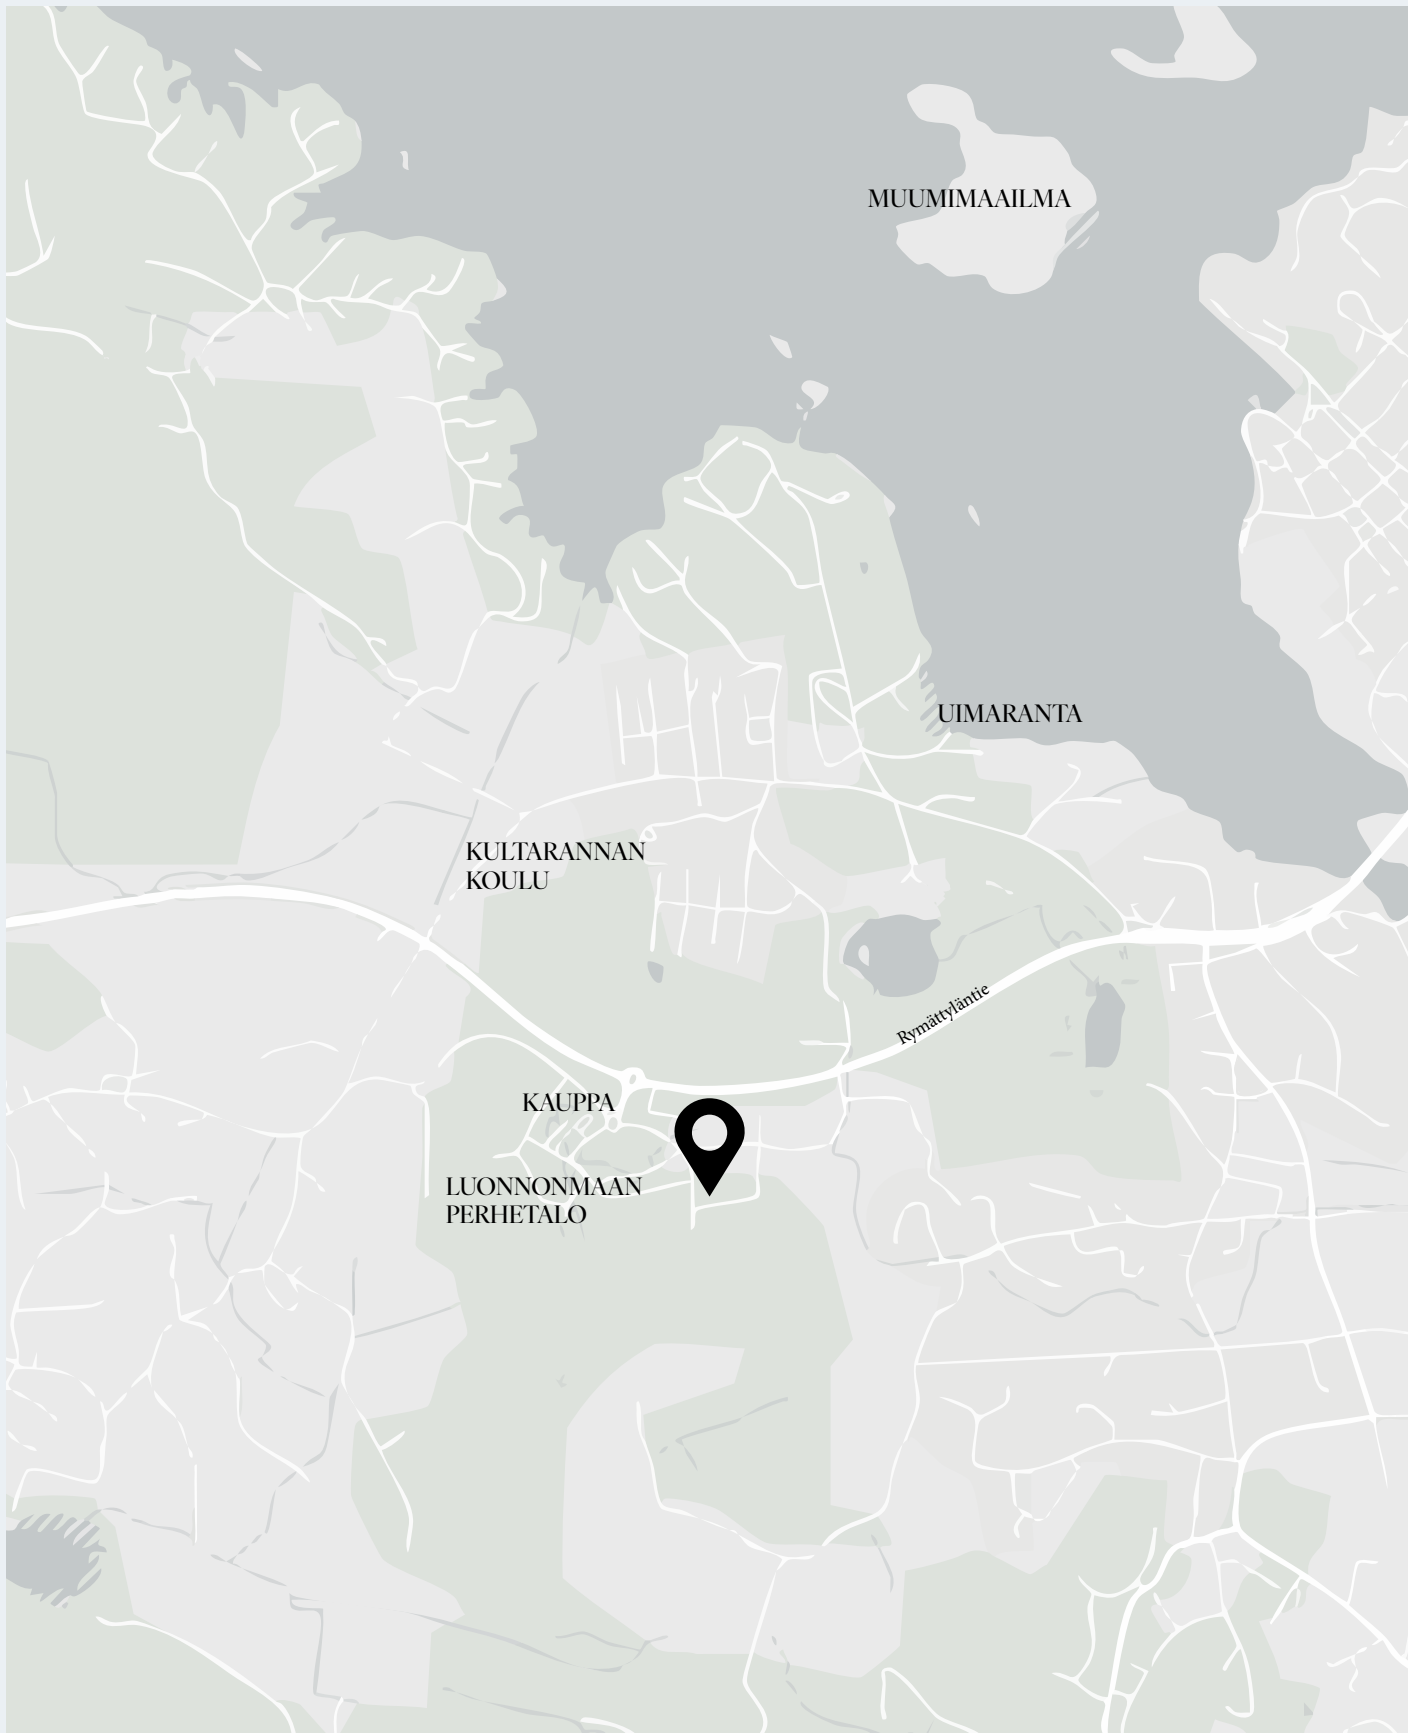 MUUMIMAAILMA
UIMARANTA
KULTARANNAN
KOULU
Rymättyläntie
KAUPPA
LUONNONMAAN
PERHETALO